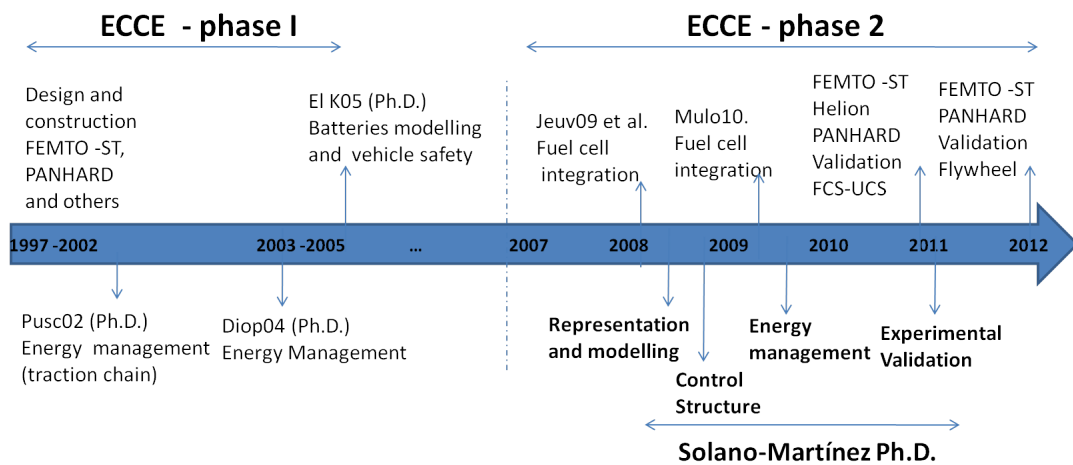 ECCE - phase I
ECCE - phase 2
Design and
construction
FEMTO -ST,
PANHARD
and others
El K05 (Ph.D.)
Batteries modelling
and vehicle safety
Jeuv09 et al.
Fuel cell
integration
Mulo10.
Fuel cell
integration
FEMTO -ST
Helion
PANHARD
Validation
FCS-UCS
FEMTO -ST
PANHARD
Validation
Flywheel
1997 -2002 2003 -2005 ... 2007 2008 2009 2010 2011 2012
Pusc02 (Ph.D.)
Energy management
(traction chain)
Diop04 (Ph.D.)
Energy Management
Representation
and modelling
Control
Structure
Energy
management
Experimental
Validation
Solano-Martínez Ph.D.